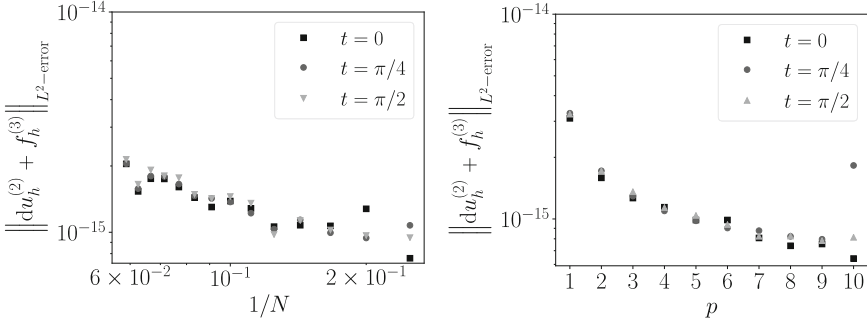 10^{-14}
t = 0
t = π/4
t = π/2
‖du_h^{(2)} + f_h^{(3)}‖_{L^2−error}
10^{-15}
6 × 10^{-2}
10^{-1}
2 × 10^{-1}
1/N
10^{-14}
t = 0
t = π/4
t = π/2
‖du_h^{(2)} + f_h^{(3)}‖_{L^2−error}
10^{-15}
1 2 3 4 5 6 7 8 9 10
p